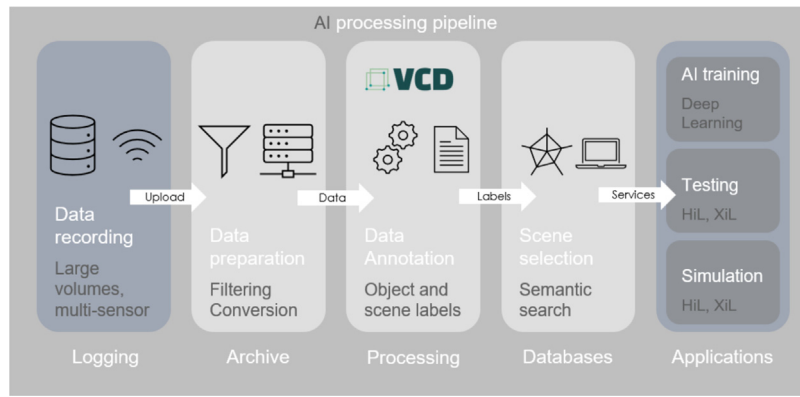 AI processing pipeline
VCD
AI training
Deep
Learning
Upload
Data
Labels
Services
Testing
HiL, XiL
Data
recording
Large
volumes,
multi-sensor
Data
preparation
Filtering
Conversion
Data
Annotation
Object and
scene labels
Scene
selection
Semantic
search
Simulation
HiL, XiL
Logging
Archive
Processing
Databases
Applications